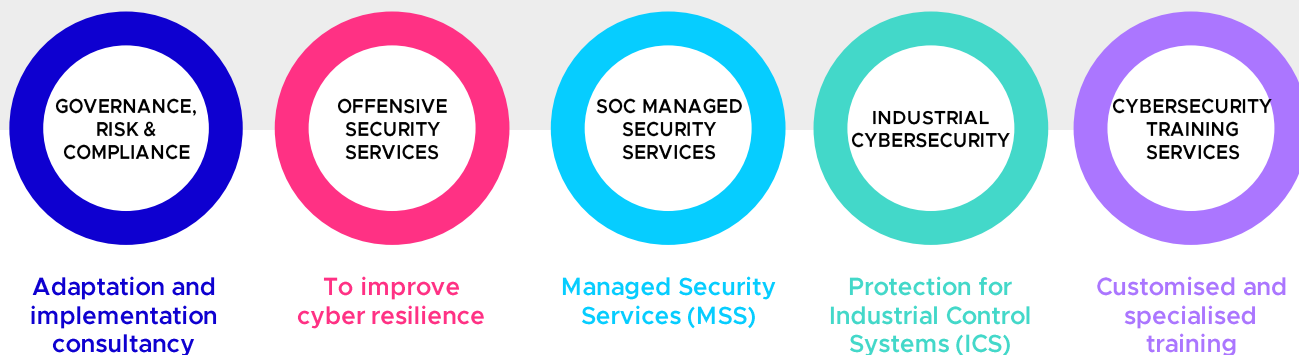 GOVERNANCE,
RISK &
COMPLIANCE
OFFENSIVE
SECURITY
SERVICES
SOC MANAGED
SECURITY
SERVICES
INDUSTRIAL
CYBERSECURITY
CYBERSECURITY
TRAINING
SERVICES
Adaptation and
implementation
consultancy
To improve
cyber resilience
Managed Security
Services (MSS)
Protection for
Industrial Control
Systems (ICS)
Customised and
specialised
training